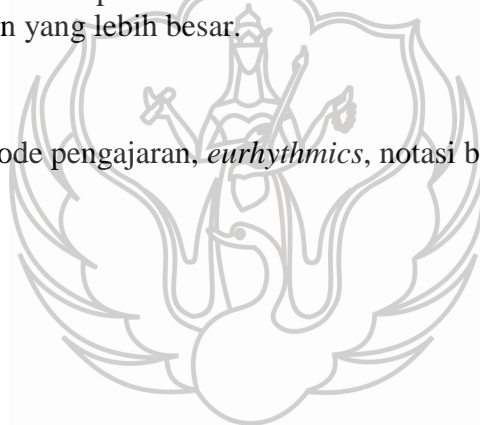 n yang lebih besar.
ode pengajaran, eurhythmics, notasi b